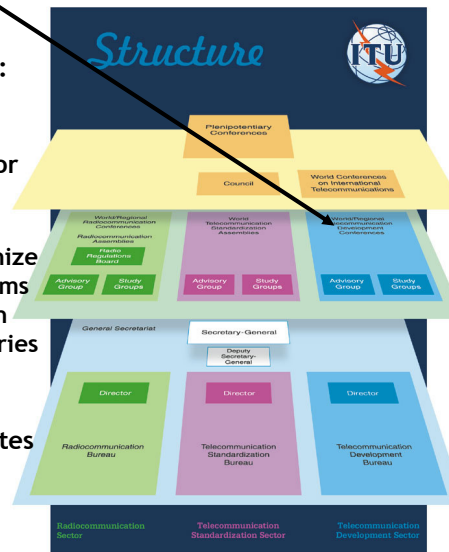 :
or
nize
ms
n
ries
tes
Structure
ITU
Plenipotentiary
Conferences
Council
World Conferences
on International
Telecommunications
World/Regional
Radiocommunication
Conferences
Radiocommunication
Assemblies
Radio
Regulations
Board
Advisory
Group
Study
Groups
World
Telecommunication
Standardization
Assemblies
Advisory
Group
Study
Groups
World/Regional
Telecommunication
Development
Conferences
Advisory
Group
Study
Groups
General Secretariat
Secretary-General
Deputy
Secretary-
General
Director
Radiocommunication
Bureau
Director
Telecommunication
Standardization
Bureau
Director
Telecommunication
Development
Bureau
Radiocommunication
Sector
Telecommunication
Standardization Sector
Telecommunication
Development Sector